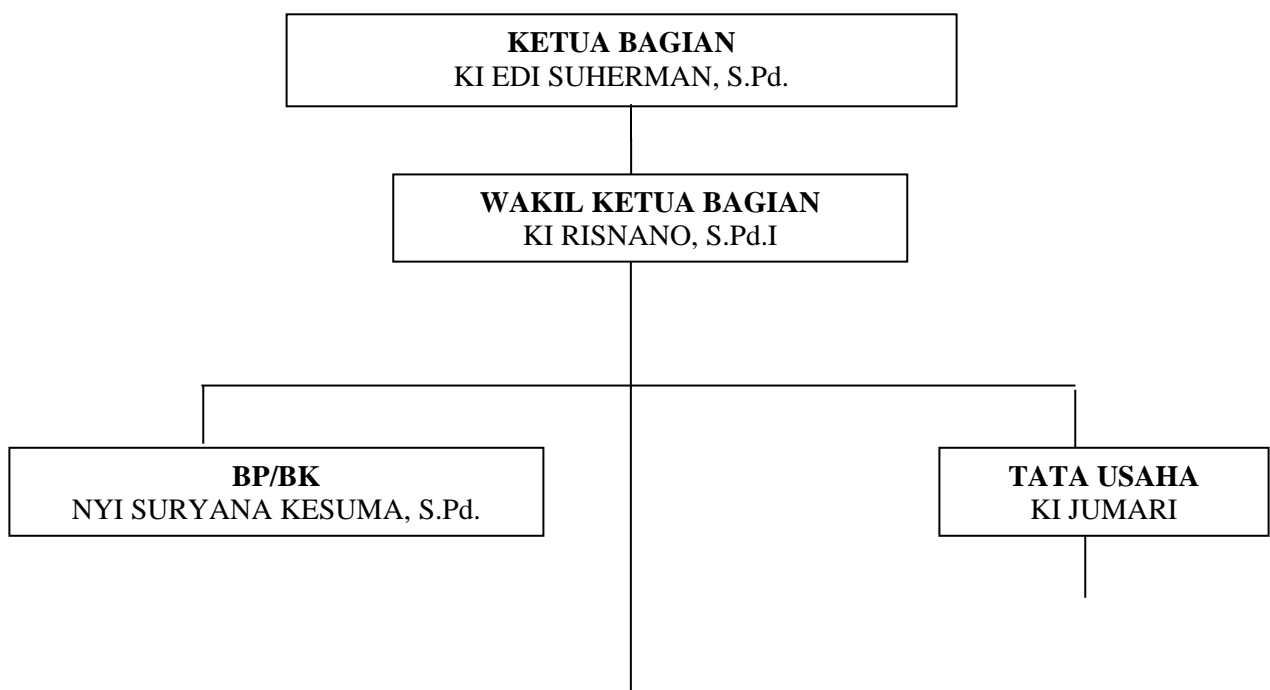 KETUA BAGIAN
KI EDI SUHERMAN, S.Pd.
WAKIL KETUA BAGIAN
KI RISNANO, S.Pd.I
BP/BK
NYI SURYANA KESUMA, S.Pd.
TATA USAHA
KI JUMARI